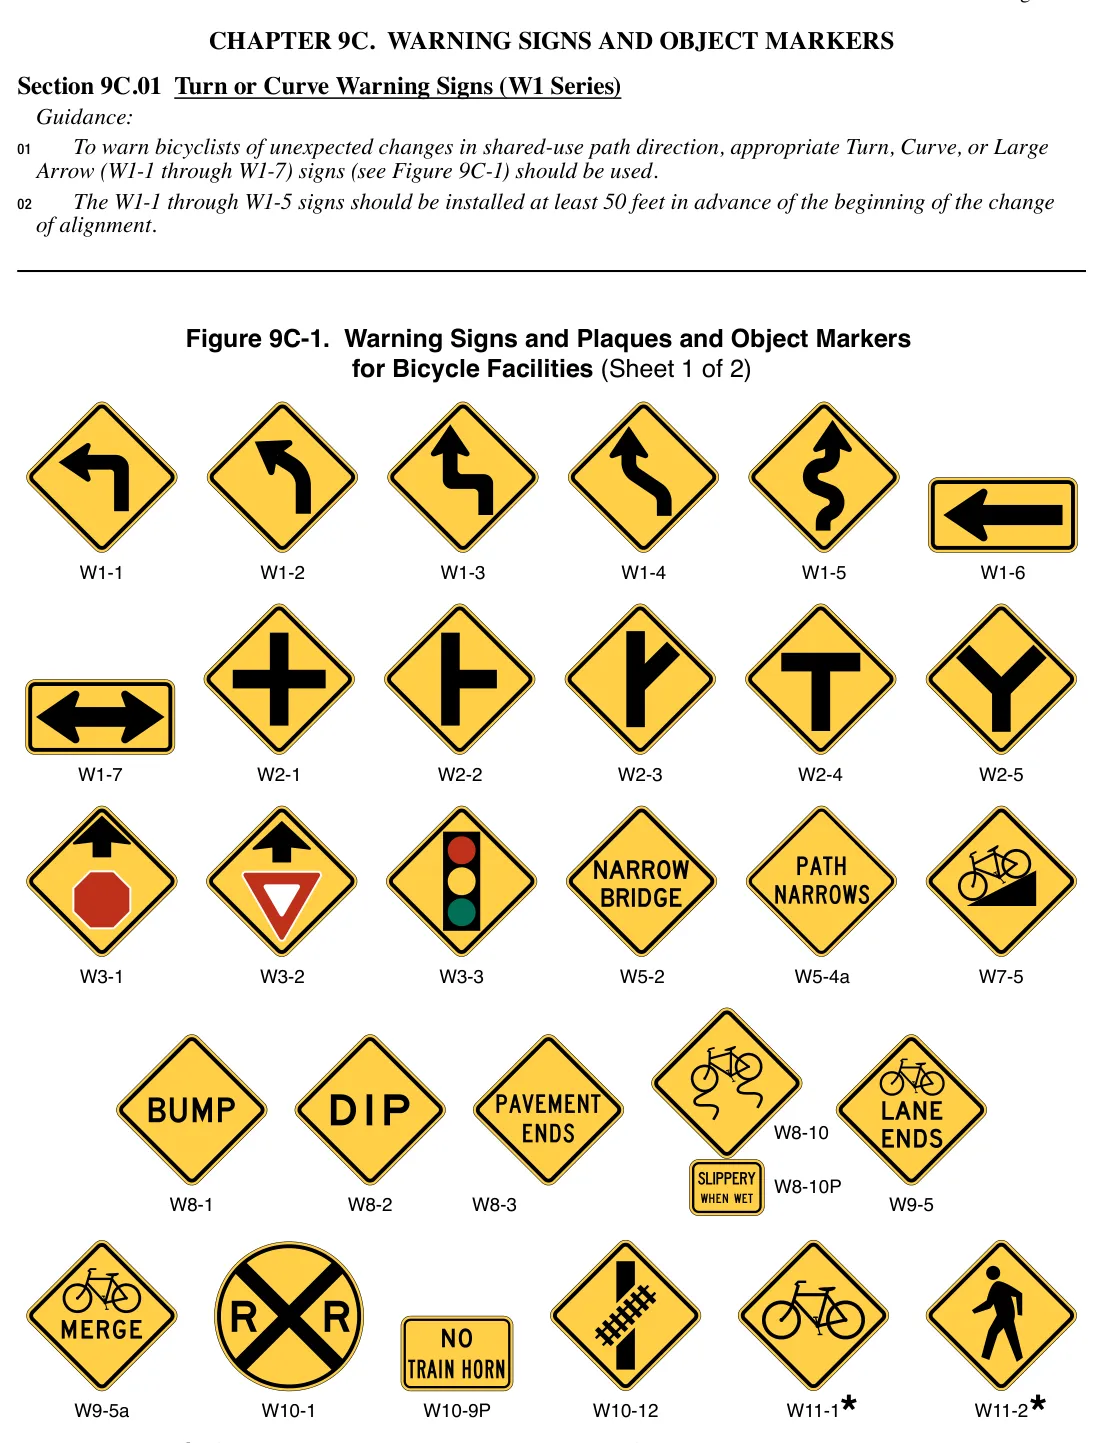 CHAPTER 9C.  WARNING SIGNS AND OBJECT MARKERS
Section 9C.01  Turn or Curve Warning Signs (W1 Series)
Guidance:
01 To warn bicyclists of unexpected changes in shared-use path direction, appropriate Turn, Curve, or Large
Arrow (W1-1 through W1-7) signs (see Figure 9C-1) should be used.
02 The W1-1 through W1-5 signs should be installed at least 50 feet in advance of the beginning of the change
of alignment.
Figure 9C-1.  Warning Signs and Plaques and Object Markers
for Bicycle Facilities (Sheet 1 of 2)
W1-1 W1-2 W1-3 W1-4 W1-5 W1-6
W1-7 W2-1 W2-2 W2-3 W2-4 W2-5
NARROW
BRIDGE
PATH
NARROWS
W3-1 W3-2 W3-3 W5-2 W5-4a W7-5
BUMP
DIP
PAVEMENT
ENDS
W8-10
SLIPPERY
WHEN WET
W8-10P
LANE
ENDS
W8-1 W8-2 W8-3 W9-5
MERGE
R R
NO
TRAIN HORN
W9-5a W10-1 W10-9P W10-12 W11-1* W11-2*